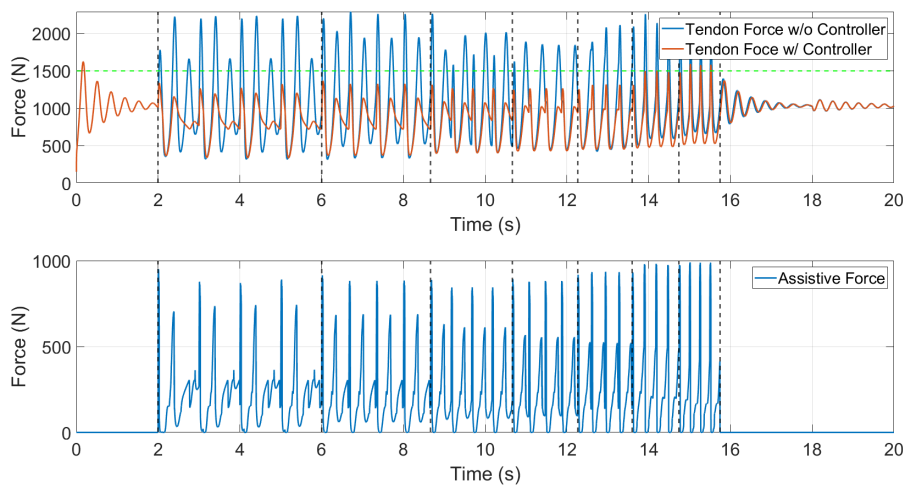 2000
1500
1000
500
0
Force (N)
Tendon Force w/o Controller
Tendon Foce w/ Controller
0 2 4 6 8 10 12 14 16 18 20
Time (s)
1000
500
0
Force (N)
Assistive Force
0 2 4 6 8 10 12 14 16 18 20
Time (s)